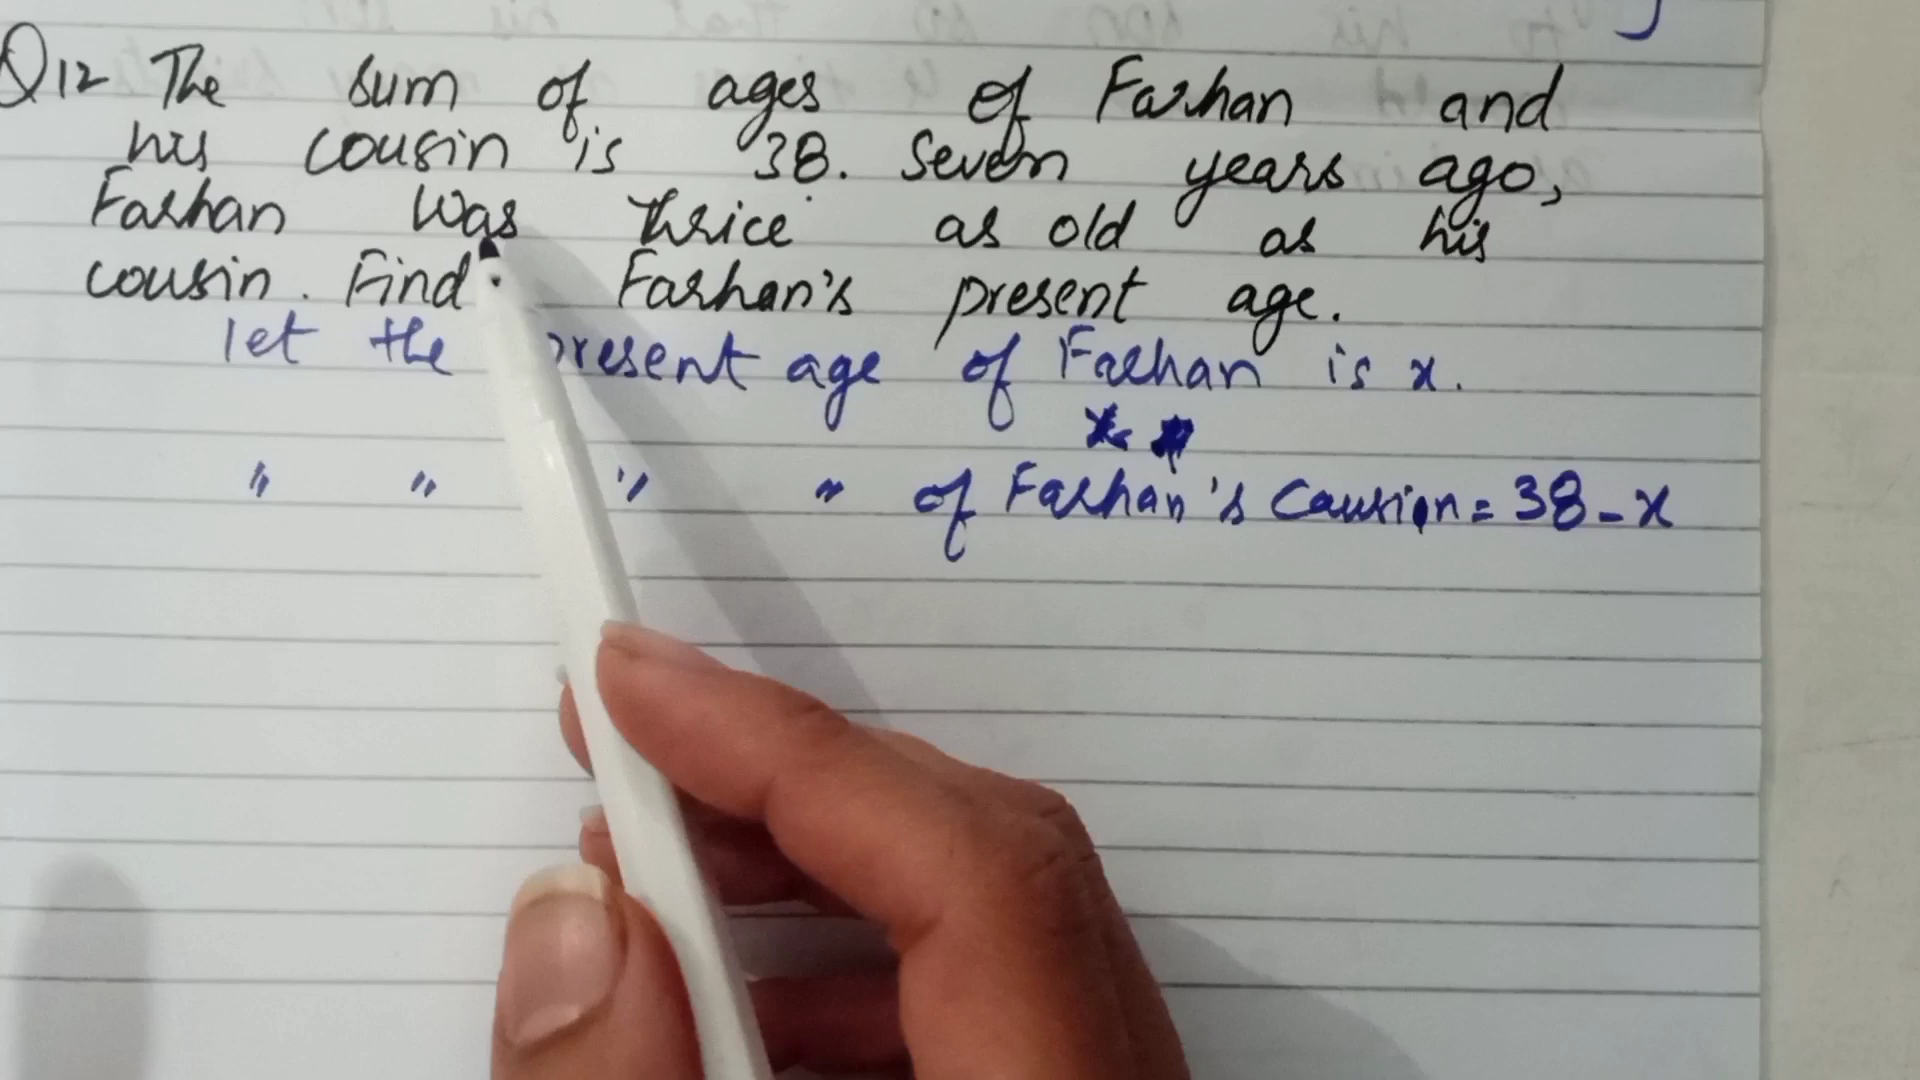 Q12 The sum of ages of Farhan and
his cousin is 38. Seven years ago,
Farhan was thrice as old as his
cousin. Find Farhan's present age.
let the present age of Farhan is x.
" " " " of Farhan's Causion = 38 - x